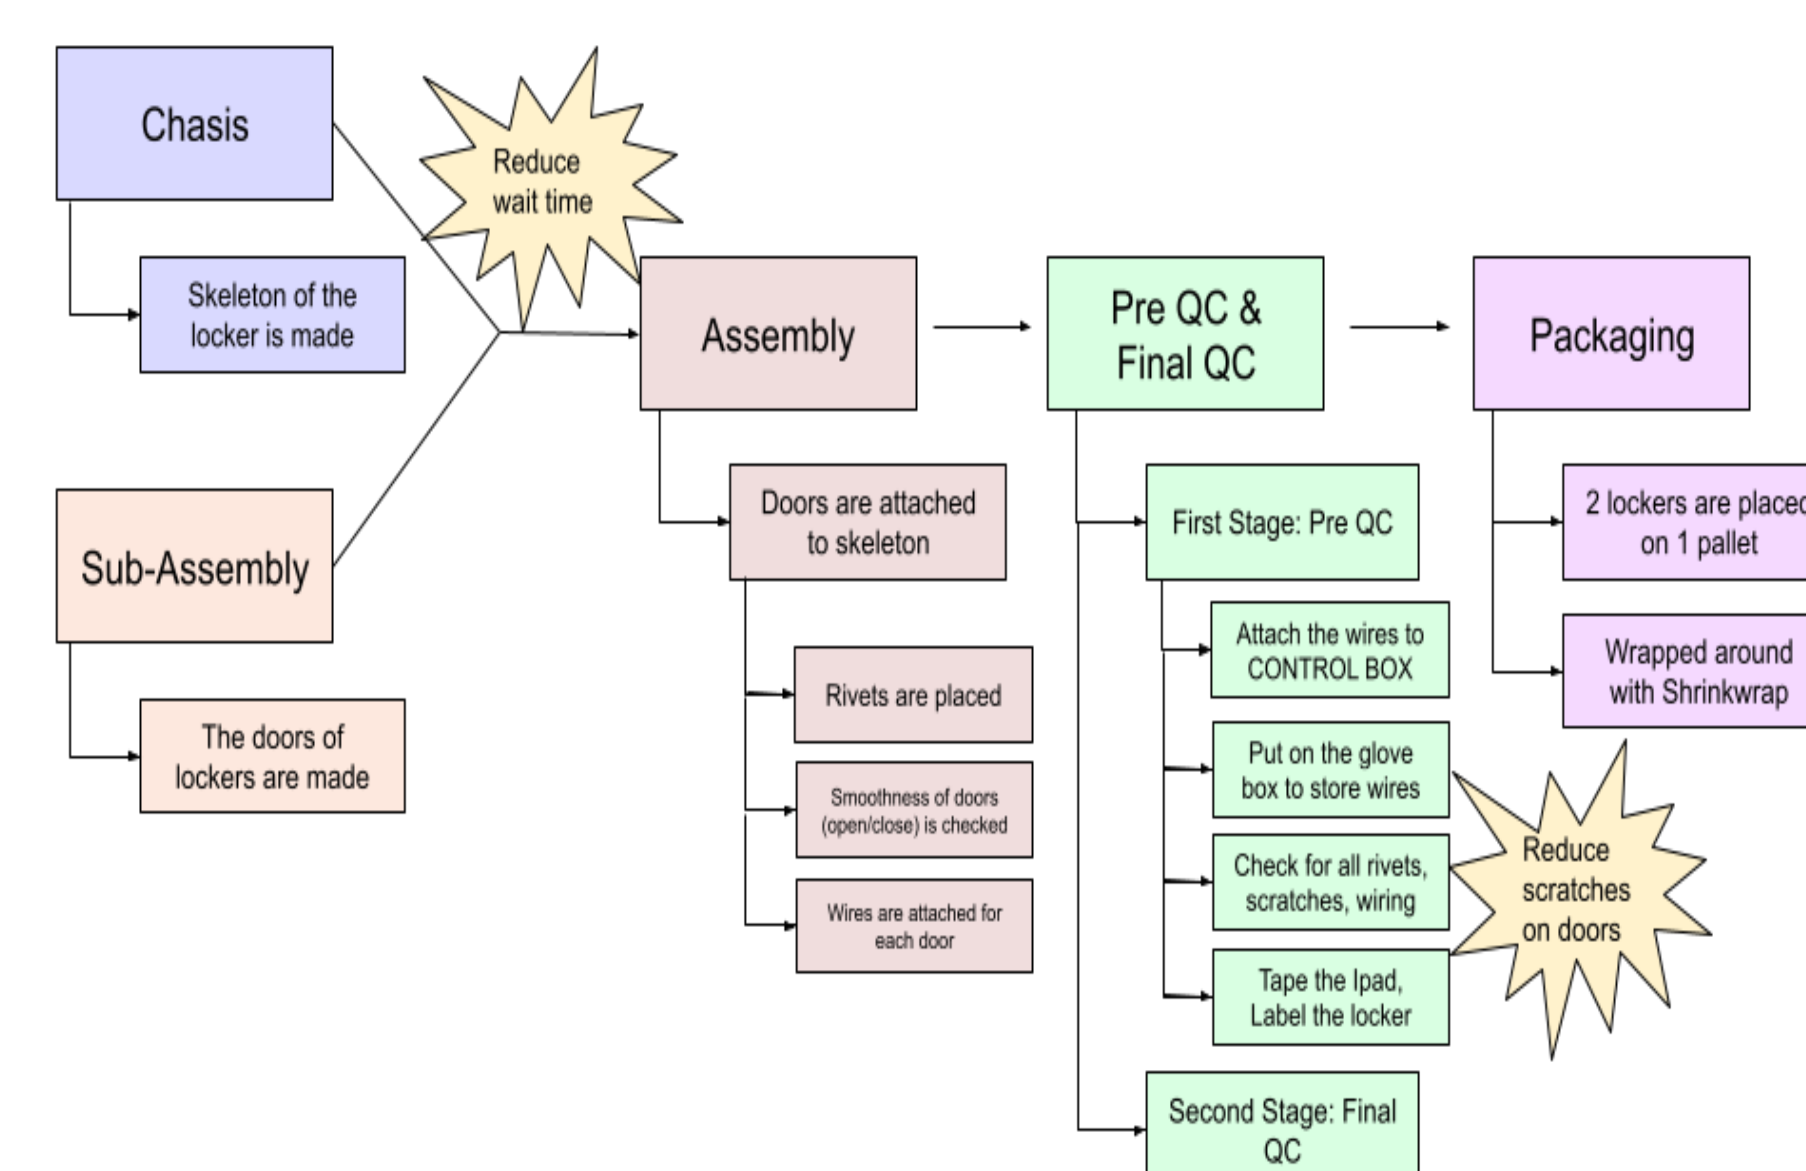 Chasis
Skeleton of the
locker is made
Sub-Assembly
The doors of
lockers are made
Reduce
wait time
Assembly
Doors are attached
to skeleton
Rivets are placed
Smoothness of doors
(open/close) is checked
Wires are attached for
each door
Pre QC &
Final QC
First Stage: Pre QC
Attach the wires to
CONTROL BOX
Put on the glove
box to store wires
Check for all rivets,
scratches, wiring
Tape the Ipad,
Label the locker
Second Stage: Final
QC
Reduce
scratches
on doors
Packaging
2 lockers are placed
on 1 pallet
Wrapped around
with Shrinkwrap